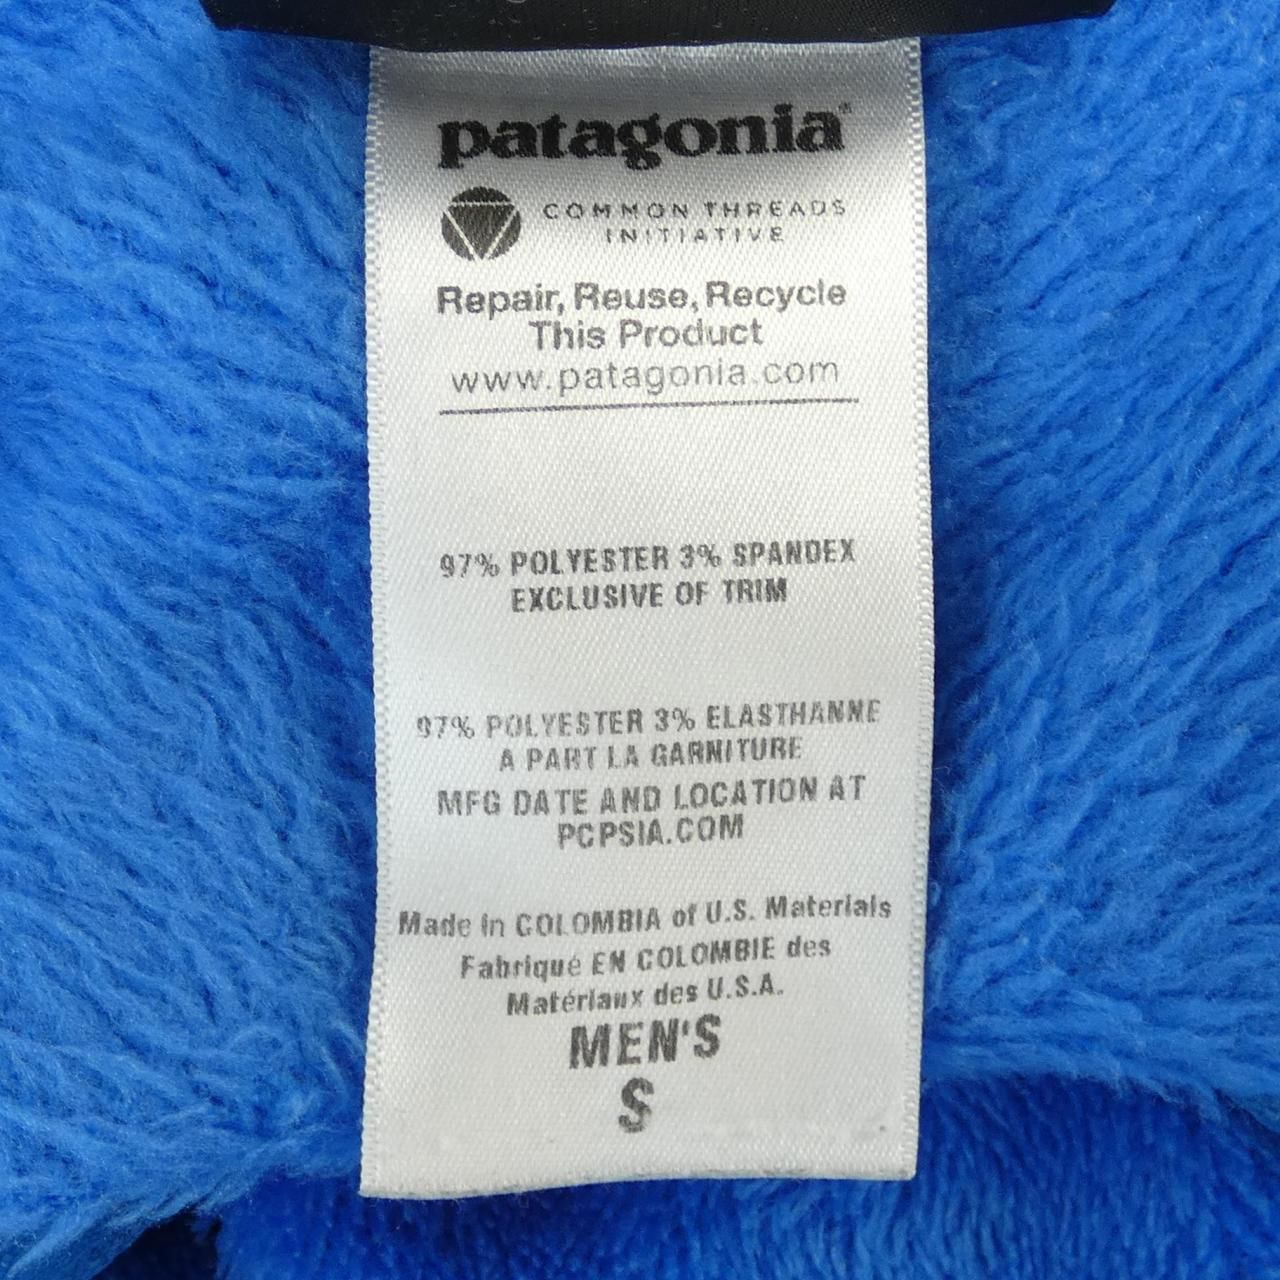 patagonia®
COMMON THREADS
INITIATIVE
Repair, Reuse, Recycle
This Product
www.patagonia.com
97% POLYESTER 3% SPANDEX
EXCLUSIVE OF TRIM
97% POLYESTER 3% ELASTHANNE
A PART LA GARNITURE
MFG DATE AND LOCATION AT
PCPSIA.COM
Made in COLOMBIA of U.S. Materials
Fabriqué EN COLOMBIE des
Matériaux des U.S.A.
MEN'S
S